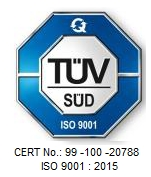 TÜV
SÜD
ISO 9001
CERT No.: 99 -100 -20788
ISO 9001 : 2015